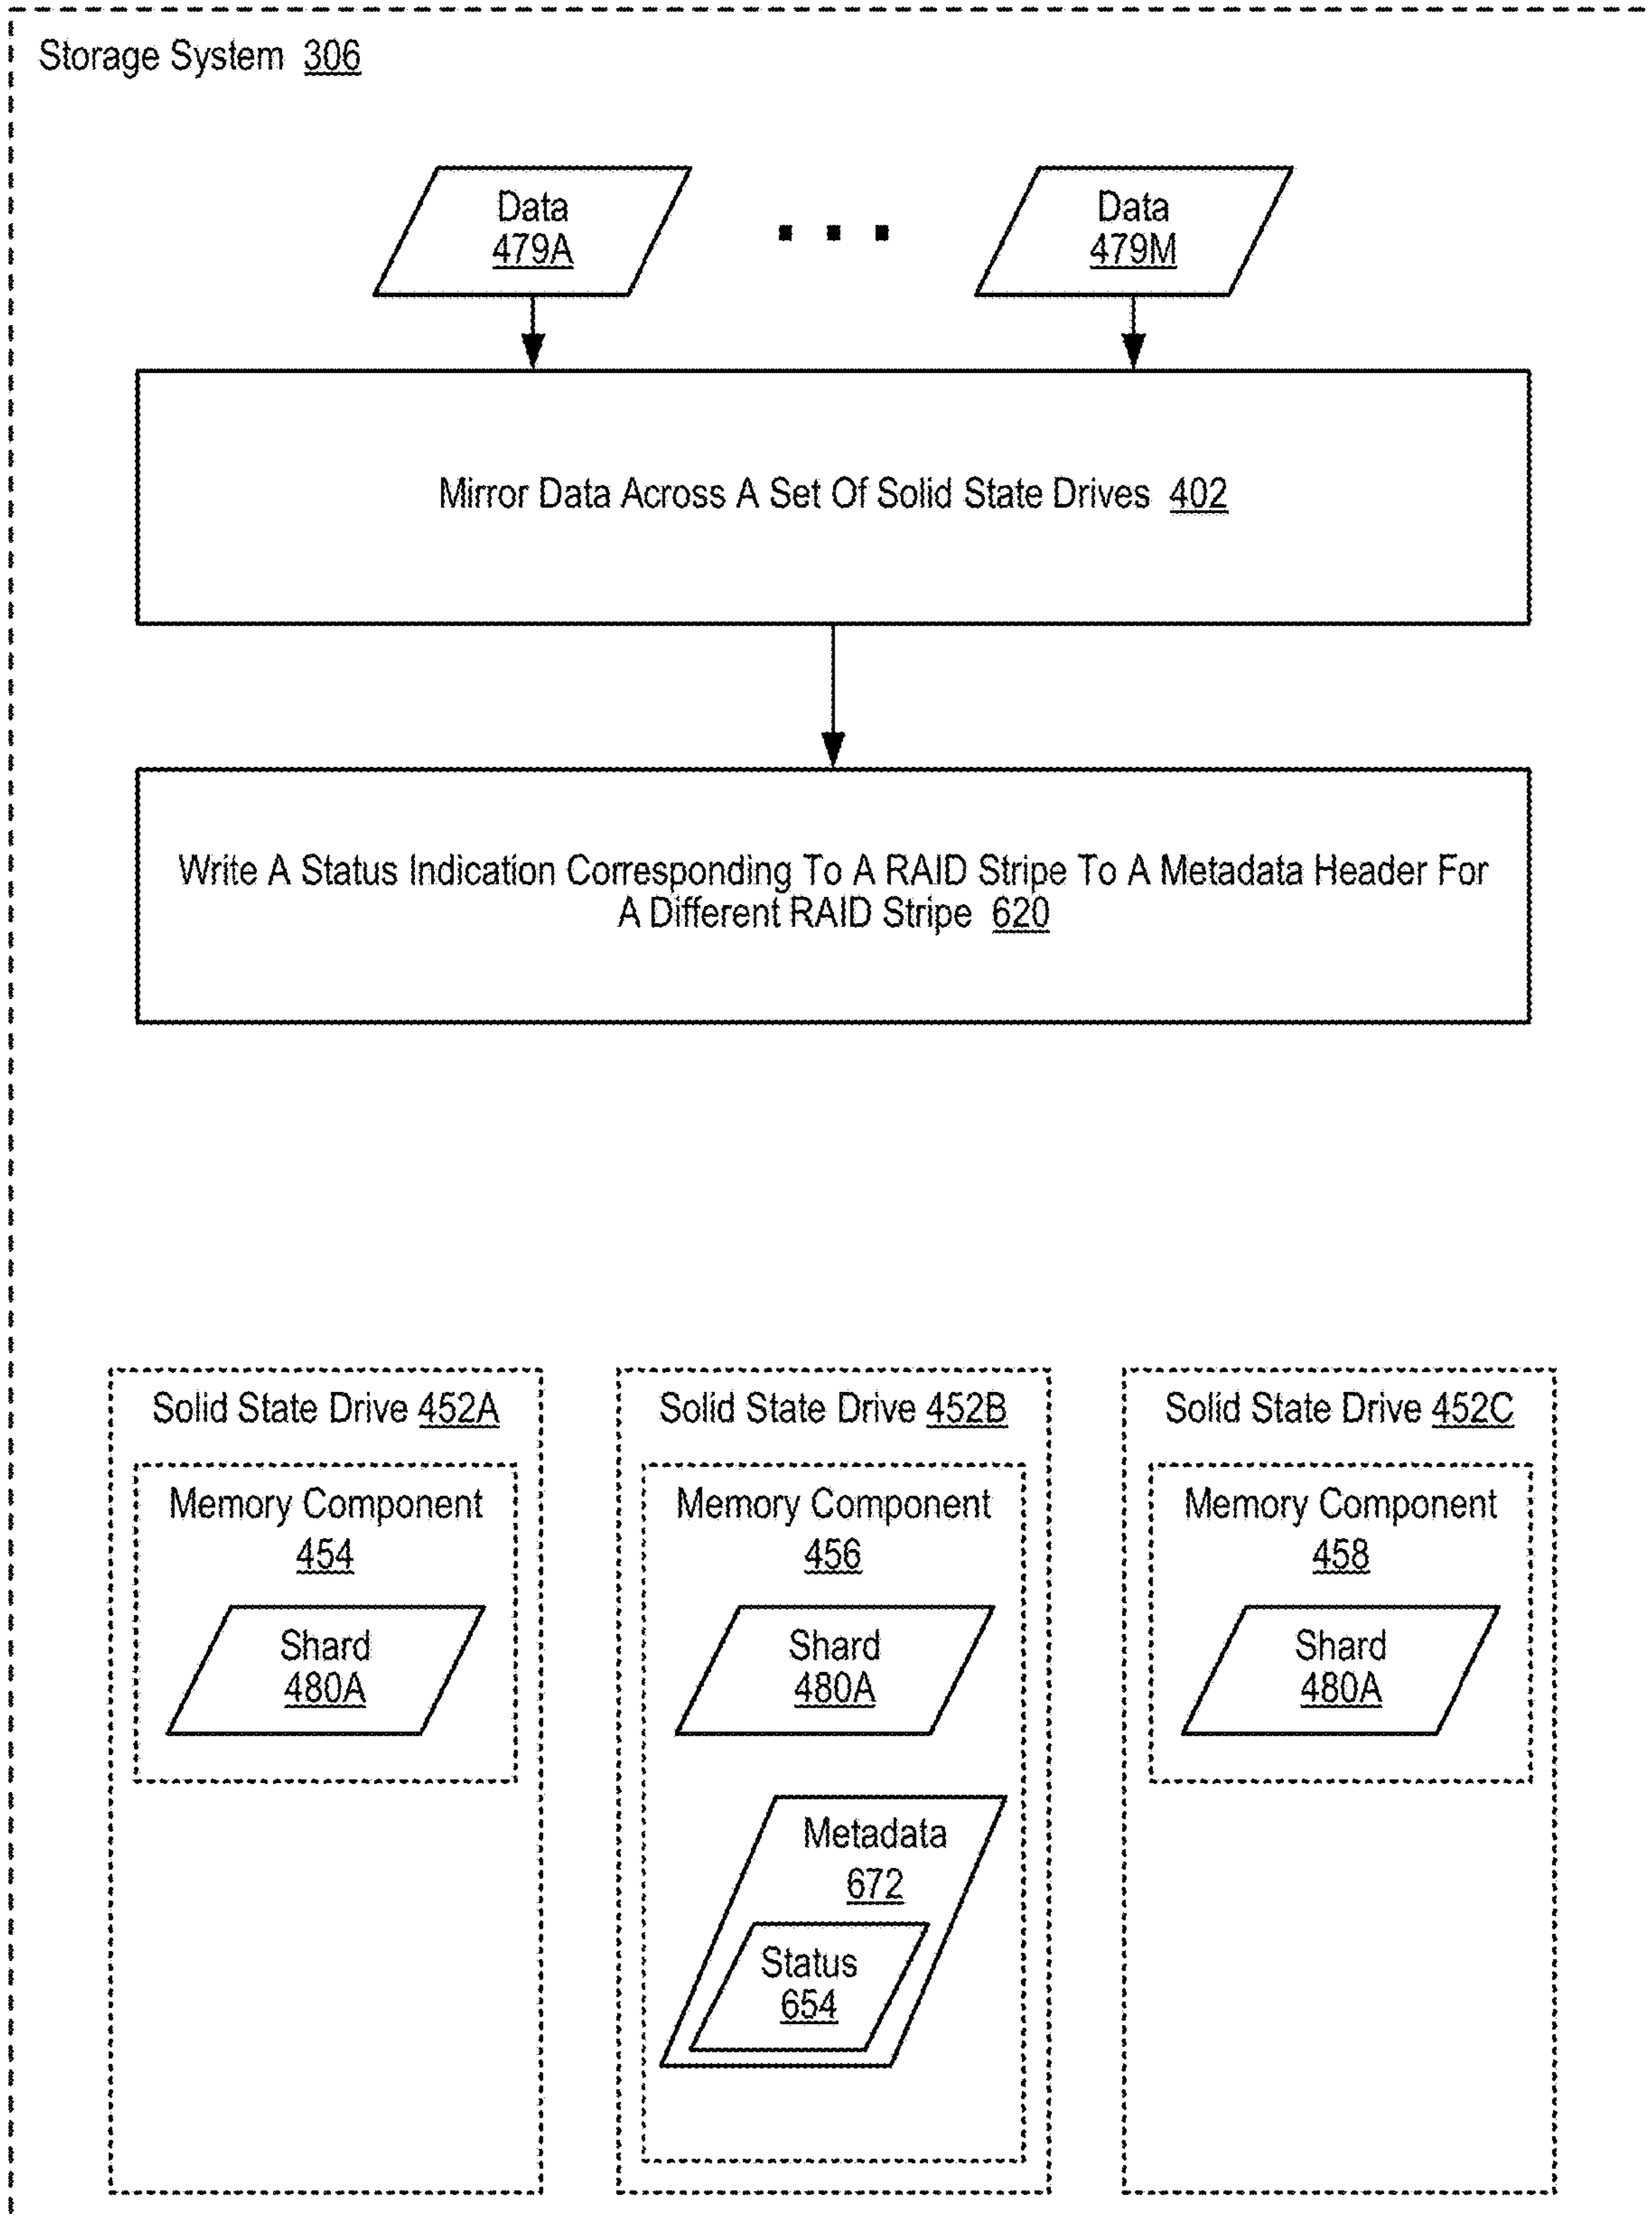 Storage System 306
Data
479A
Data
479M
Mirror Data Across A Set Of Solid State Drives 402
Write A Status Indication Corresponding To A RAID Stripe To A Metadata Header For
A Different RAID Stripe 620
Solid State Drive 452A
Memory Component
454
Shard
480A
Solid State Drive 452B
Memory Component
456
Shard
480A
Metadata
672
Status
654
Solid State Drive 452C
Memory Component
458
Shard
480A